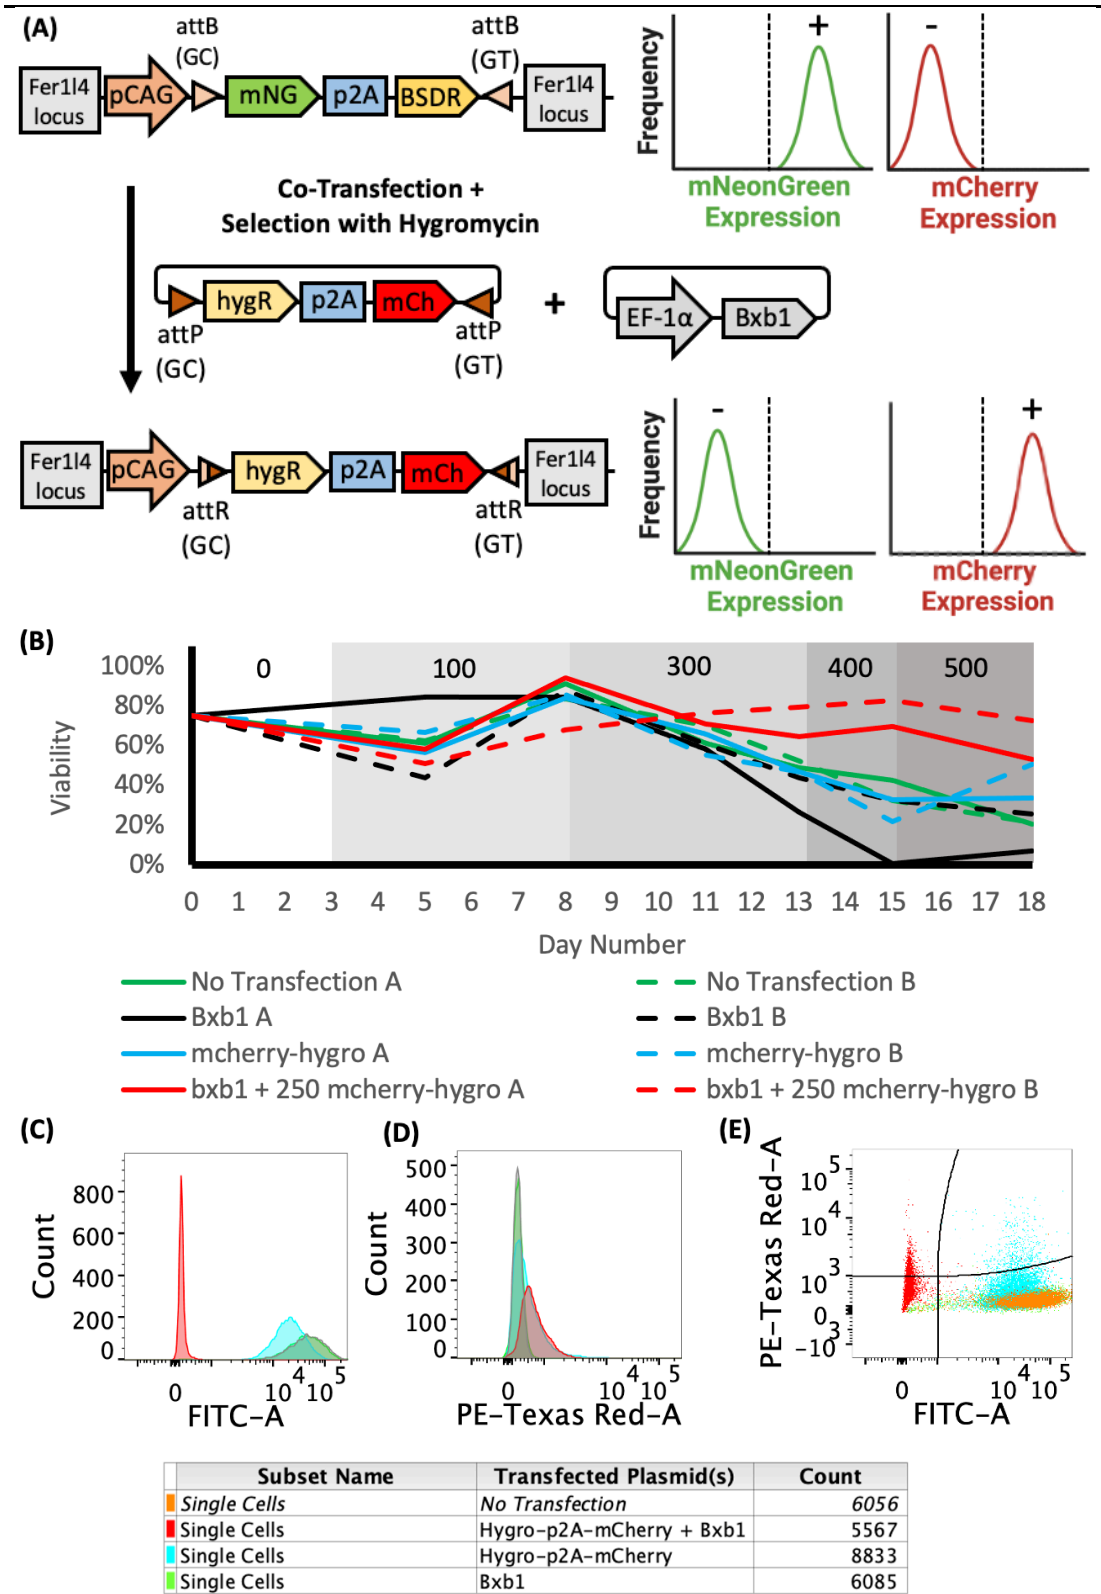 (A)
attB
(GC)
attB
(GT)
Fer1l4
locus
pCAG
mNG
p2A
BSDR
Fer1l4
locus
Frequency
+
-
mNeonGreen
Expression
mCherry
Expression
Co-Transfection +
Selection with Hygromycin
hygR
p2A
mCh
attP
(GC)
attP
(GT)
+
EF-1α
Bxb1
Fer1l4
locus
pCAG
hygR
p2A
mCh
Fer1l4
locus
attR
(GC)
attR
(GT)
Frequency
-
+
mNeonGreen
Expression
mCherry
Expression
(B)
Viability
100%
80%
60%
40%
20%
0%
0 100 300 400 500
0 1 2 3 4 5 6 7 8 9 10 11 12 13 14 15 16 17 18
Day Number
No Transfection A
No Transfection B
Bxb1 A
Bxb1 B
mcherry-hygro A
mcherry-hygro B
bxb1 + 250 mcherry-hygro A
bxb1 + 250 mcherry-hygro B
(C)
Count
800
600
400
200
0
0 10^4 10^5
FITC-A
(D)
Count
500
400
300
200
100
0
0 10^4 10^5
PE-Texas Red-A
(E)
PE-Texas Red-A
10^5
10^4
10^3
0
-10^3
0 10^4 10^5
FITC-A
Subset Name Transfected Plasmid(s) Count
Single Cells No Transfection 6056
Single Cells Hygro-p2A-mCherry + Bxb1 5567
Single Cells Hygro-p2A-mCherry 8833
Single Cells Bxb1 6085